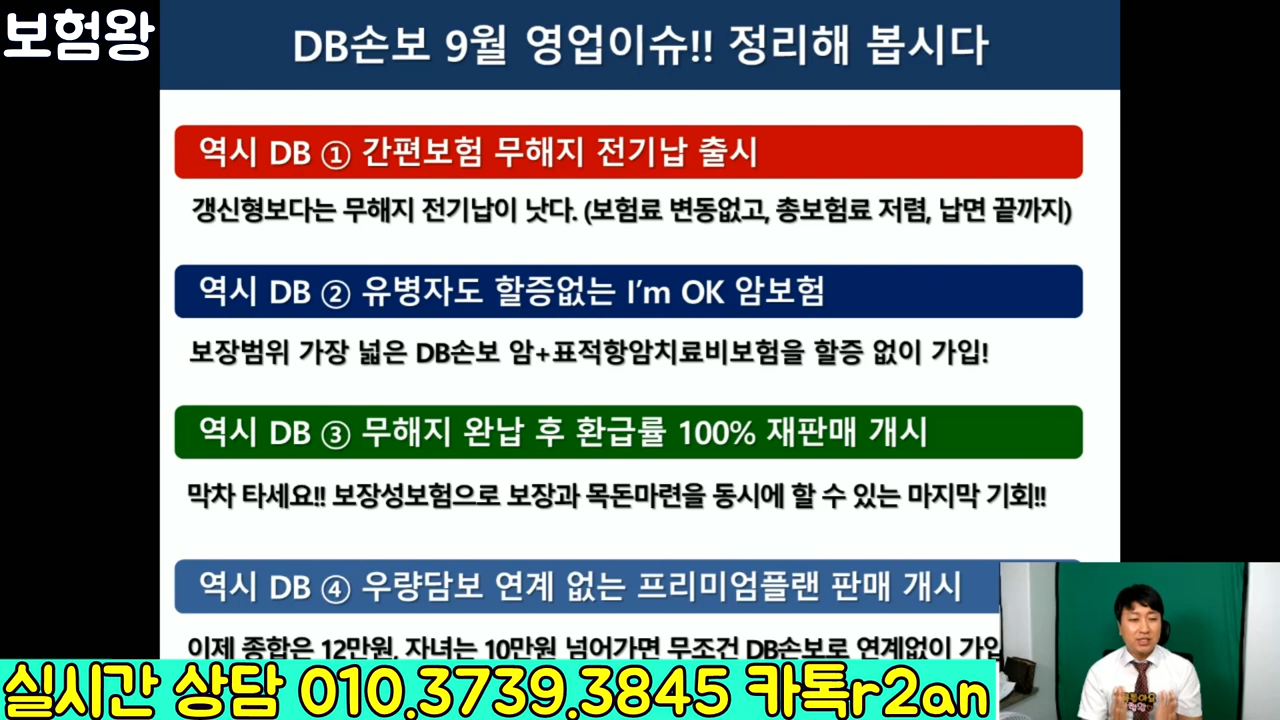 보험왕
DB손보 9월 영업이슈!! 정리해 봅시다
역시 DB ① 간편보험 무해지 전기납 출시
갱신형보다는 무해지 전기납이 낫다. (보험료 변동없고, 총보험료 저렴, 납면 끝까지)
역시 DB ② 유병자도 할증없는 I'm OK 암보험
보장범위 가장 넓은 DB손보 암+표적항암치료비보험을 할증 없이 가입!
역시 DB ③ 무해지 완납 후 환급률 100% 재판매 개시
막차 타세요!! 보장성보험으로 보장과 목돈마련을 동시에 할 수 있는 마지막 기회!!
역시 DB ④ 우량담보 연계 없는 프리미엄플랜 판매 개시
이제 종합은 12만원, 자녀는 10만원 넘어가면 무조건 DB손보로 연계없이 가입
실시간 상담 010.3739.3845 카톡r2an